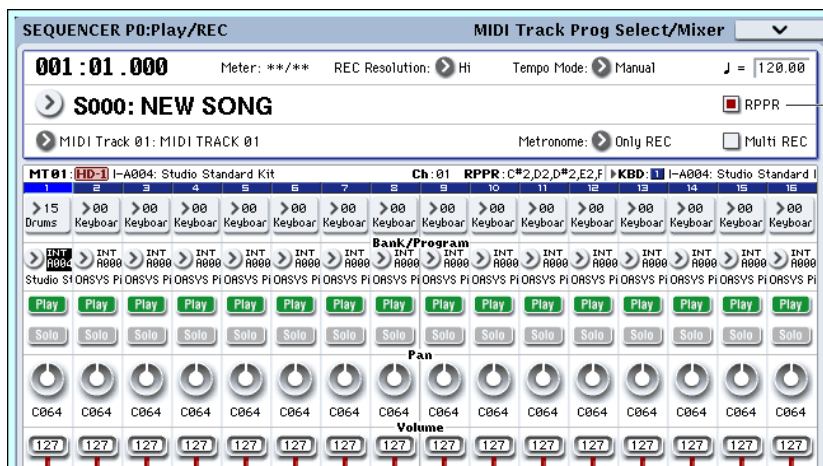 SEQUENCER P0:Play/REC MIDI Track Prog Select/Mixer
001:01.000 Meter: **/** REC Resolution: Hi Tempo Mode: Manual ♩ = 120.00
S000: NEW SONG RPPR
MIDI Track 01: MIDI TRACK 01 Metronome: Only REC Multi REC
MT01: HD-1 I-A004: Studio Standard Kit Ch:01 RPPR: C#2,D2,D#2,E2,F KBD: 1 I-A004: Studio Standard
1 2 3 4 5 6 7 8 9 10 11 12 13 14 15 16
15 00 00 00 00 00 00 00 00 00 00 00 00 00 00 00
Drums Keyboar Keyboar Keyboar Keyboar Keyboar Keyboar Keyboar Keyboar Keyboar Keyboar Keyboar Keyboar Keyboar Keyboar Keyboar
Bank/Program
INT INT INT INT INT INT INT INT INT INT INT INT INT INT INT INT
A004 A000 A000 A000 A000 A000 A000 A000 A000 A000 A000 A000 A000 A000 A000 A000
Studio St OASYS Pi OASYS Pi OASYS Pi OASYS Pi OASYS Pi OASYS Pi OASYS Pi OASYS Pi OASYS Pi OASYS Pi OASYS Pi OASYS Pi OASYS Pi OASYS Pi OASYS Pi
Play Play Play Play Play Play Play Play Play Play Play Play Play Play Play Play
Solo Solo Solo Solo Solo Solo Solo Solo Solo Solo Solo Solo Solo Solo Solo Solo
Pan
C064 C064 C064 C064 C064 C064 C064 C064 C064 C064 C064 C064 C064 C064 C064 C064
Volume
127 127 127 127 127 127 127 127 127 127 127 127 127 127 127 127